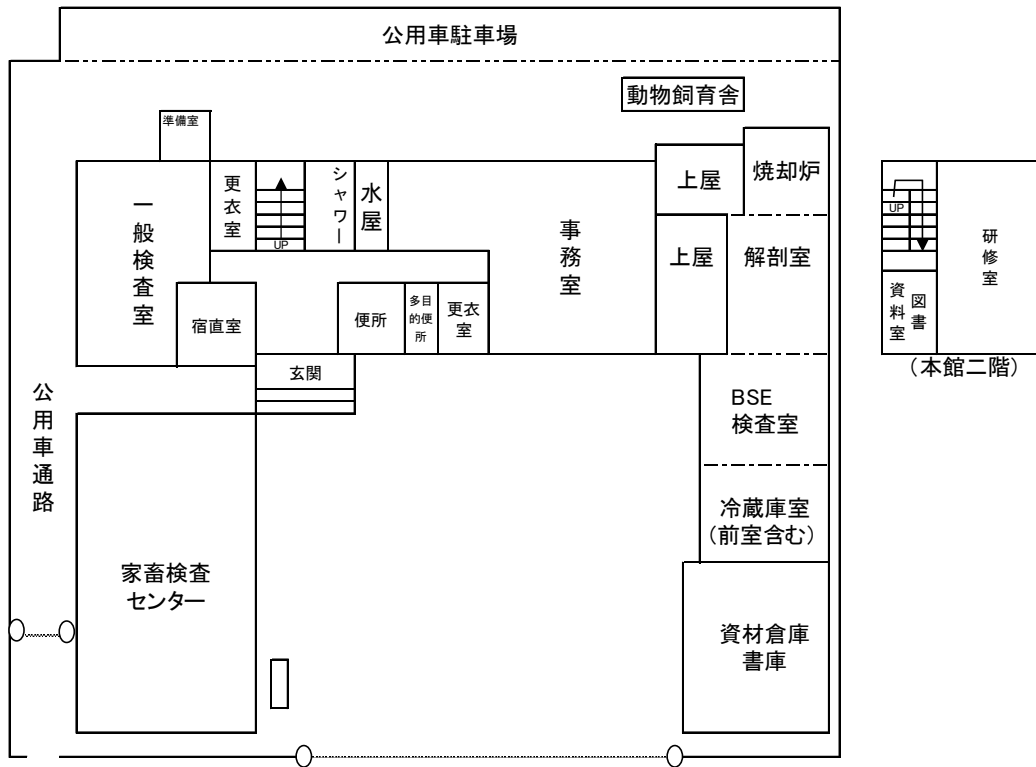 公用車駐車場
動物飼育舎
準備室
一般検査室
更衣室
UP
シャワー
水屋
事務室
上屋
焼却炉
上屋
解剖室
宿直室
便所
多目
的便
所
更衣
室
玄関
公用車通路
BSE
検査室
冷蔵庫室
（前室含む）
家畜検査
センター
資材倉庫
書庫
UP
研修室
図書
資料室
（本館二階）